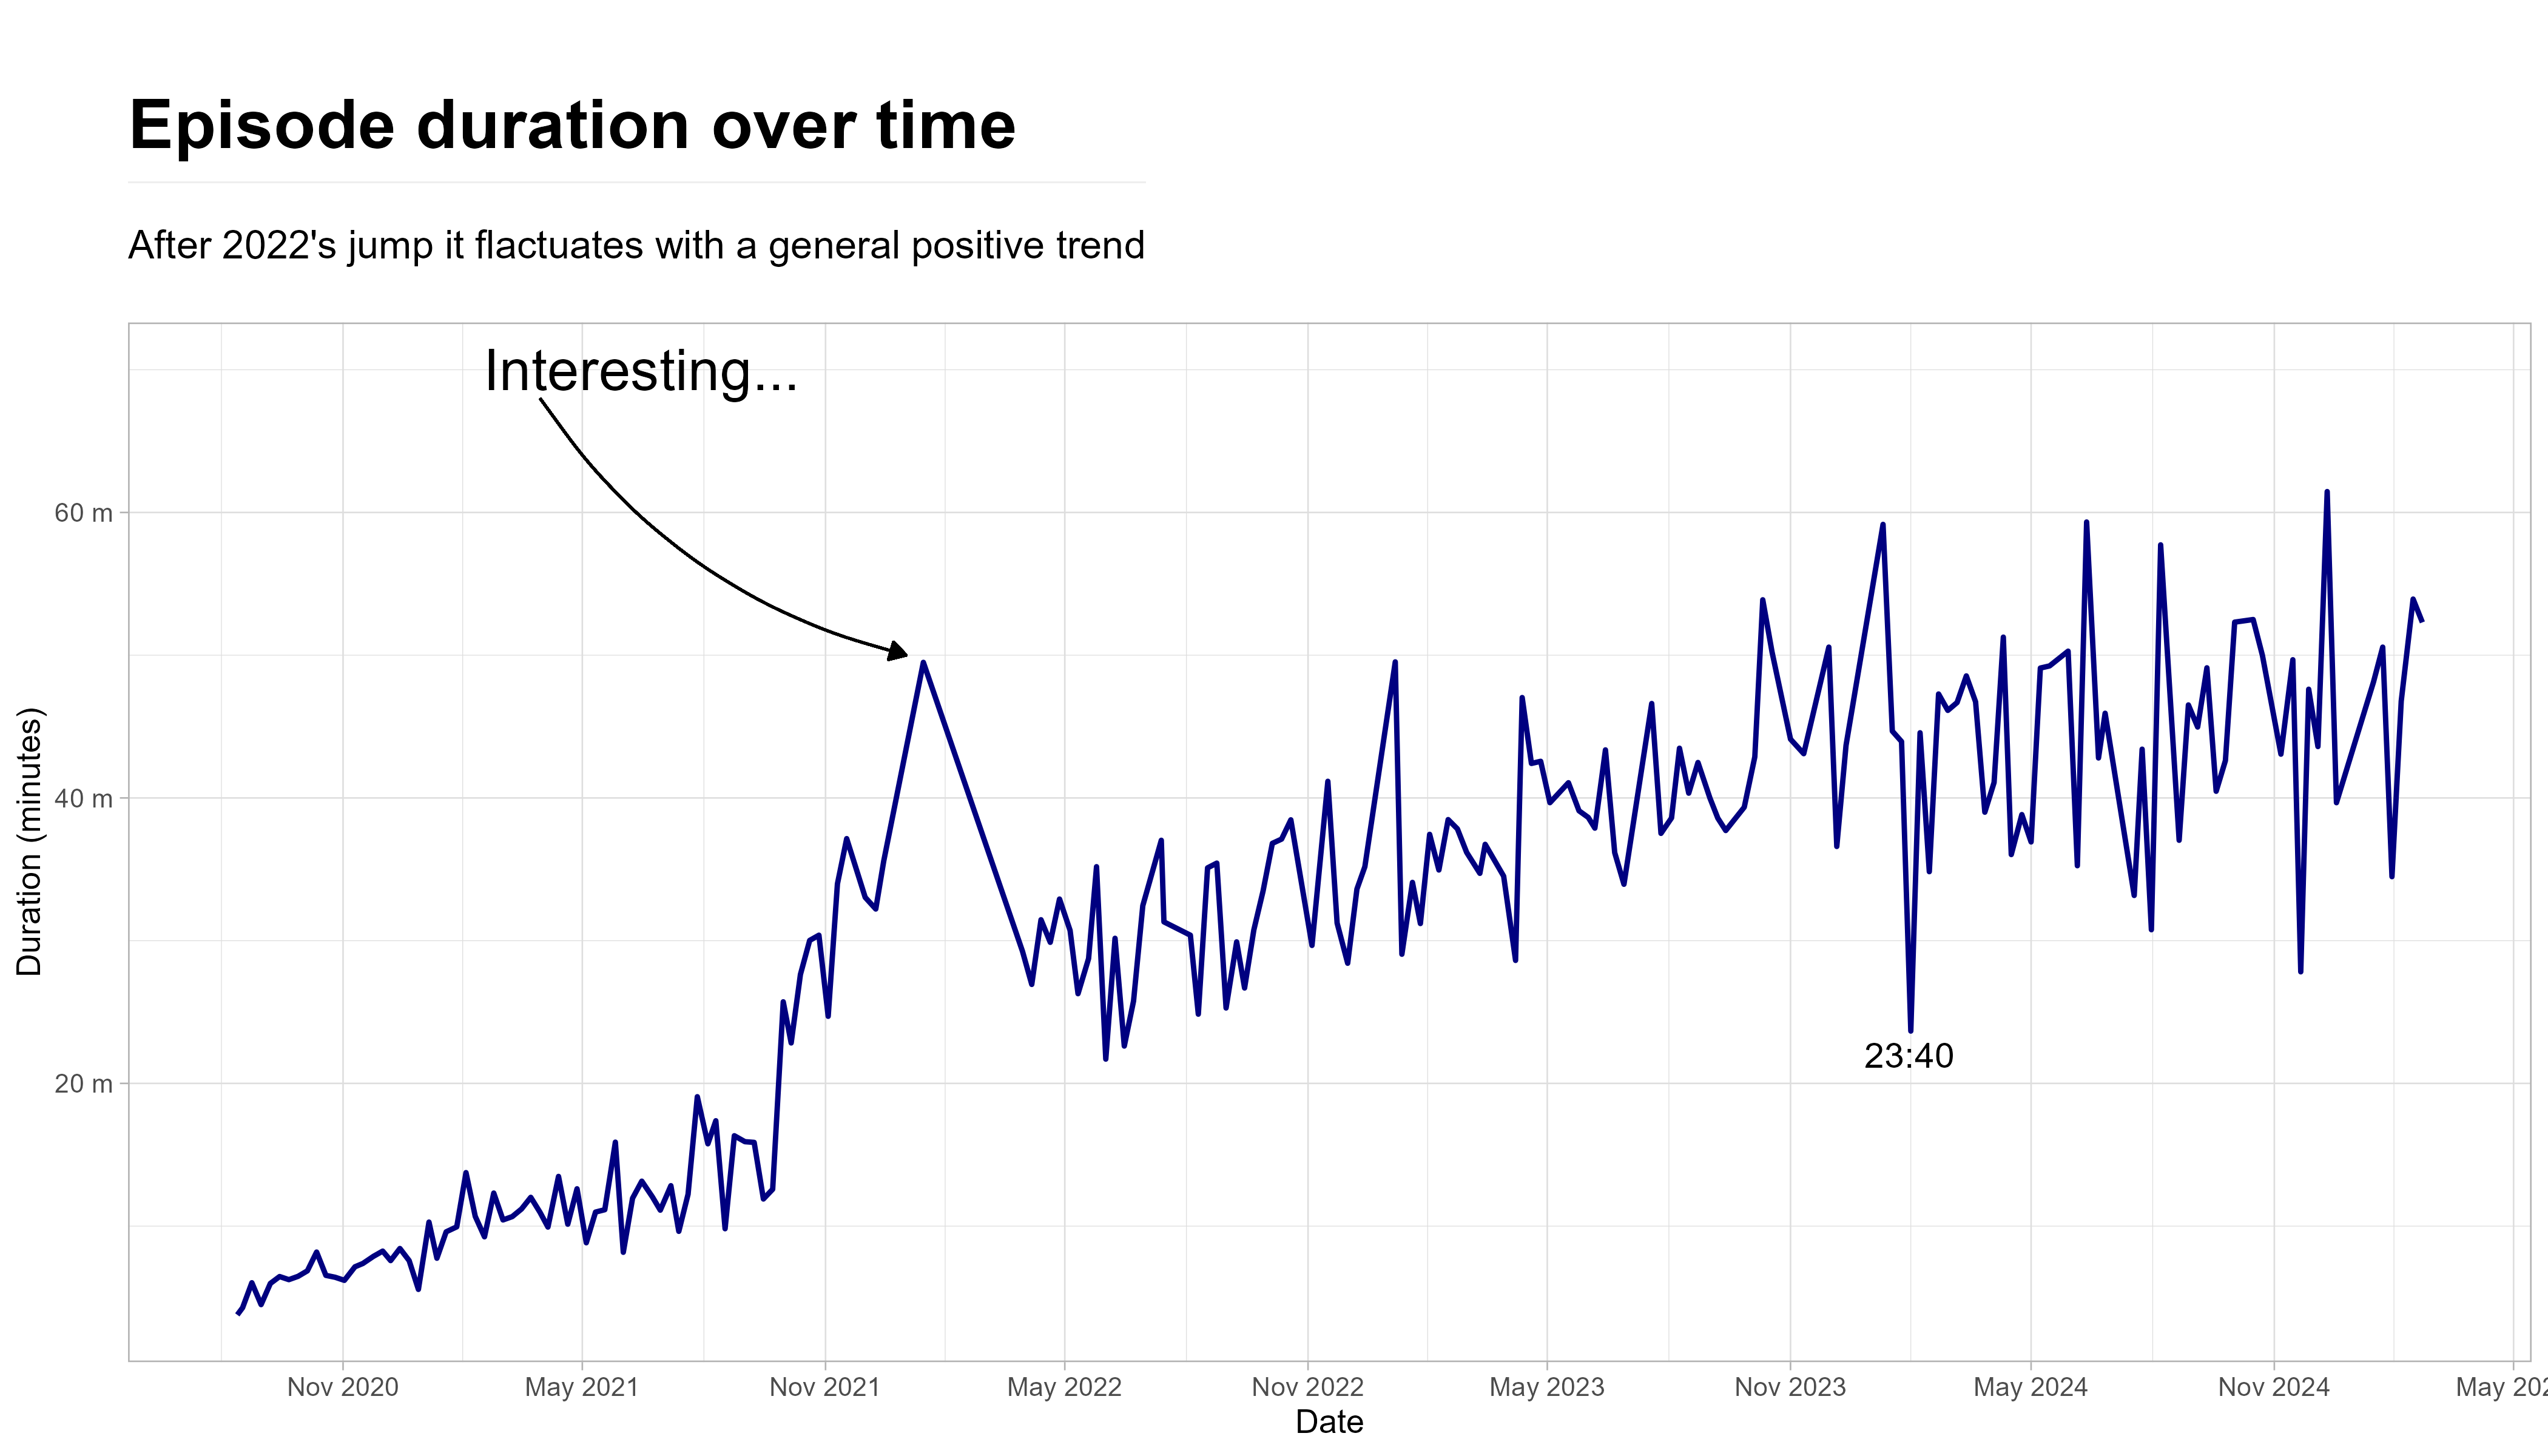 Episode duration over time
After 2022's jump it flactuates with a general positive trend
Interesting...
60 m
40 m
20 m
Duration (minutes)
23:40
Nov 2020
May 2021
Nov 2021
May 2022
Nov 2022
May 2023
Nov 2023
May 2024
Nov 2024
May 202
Date